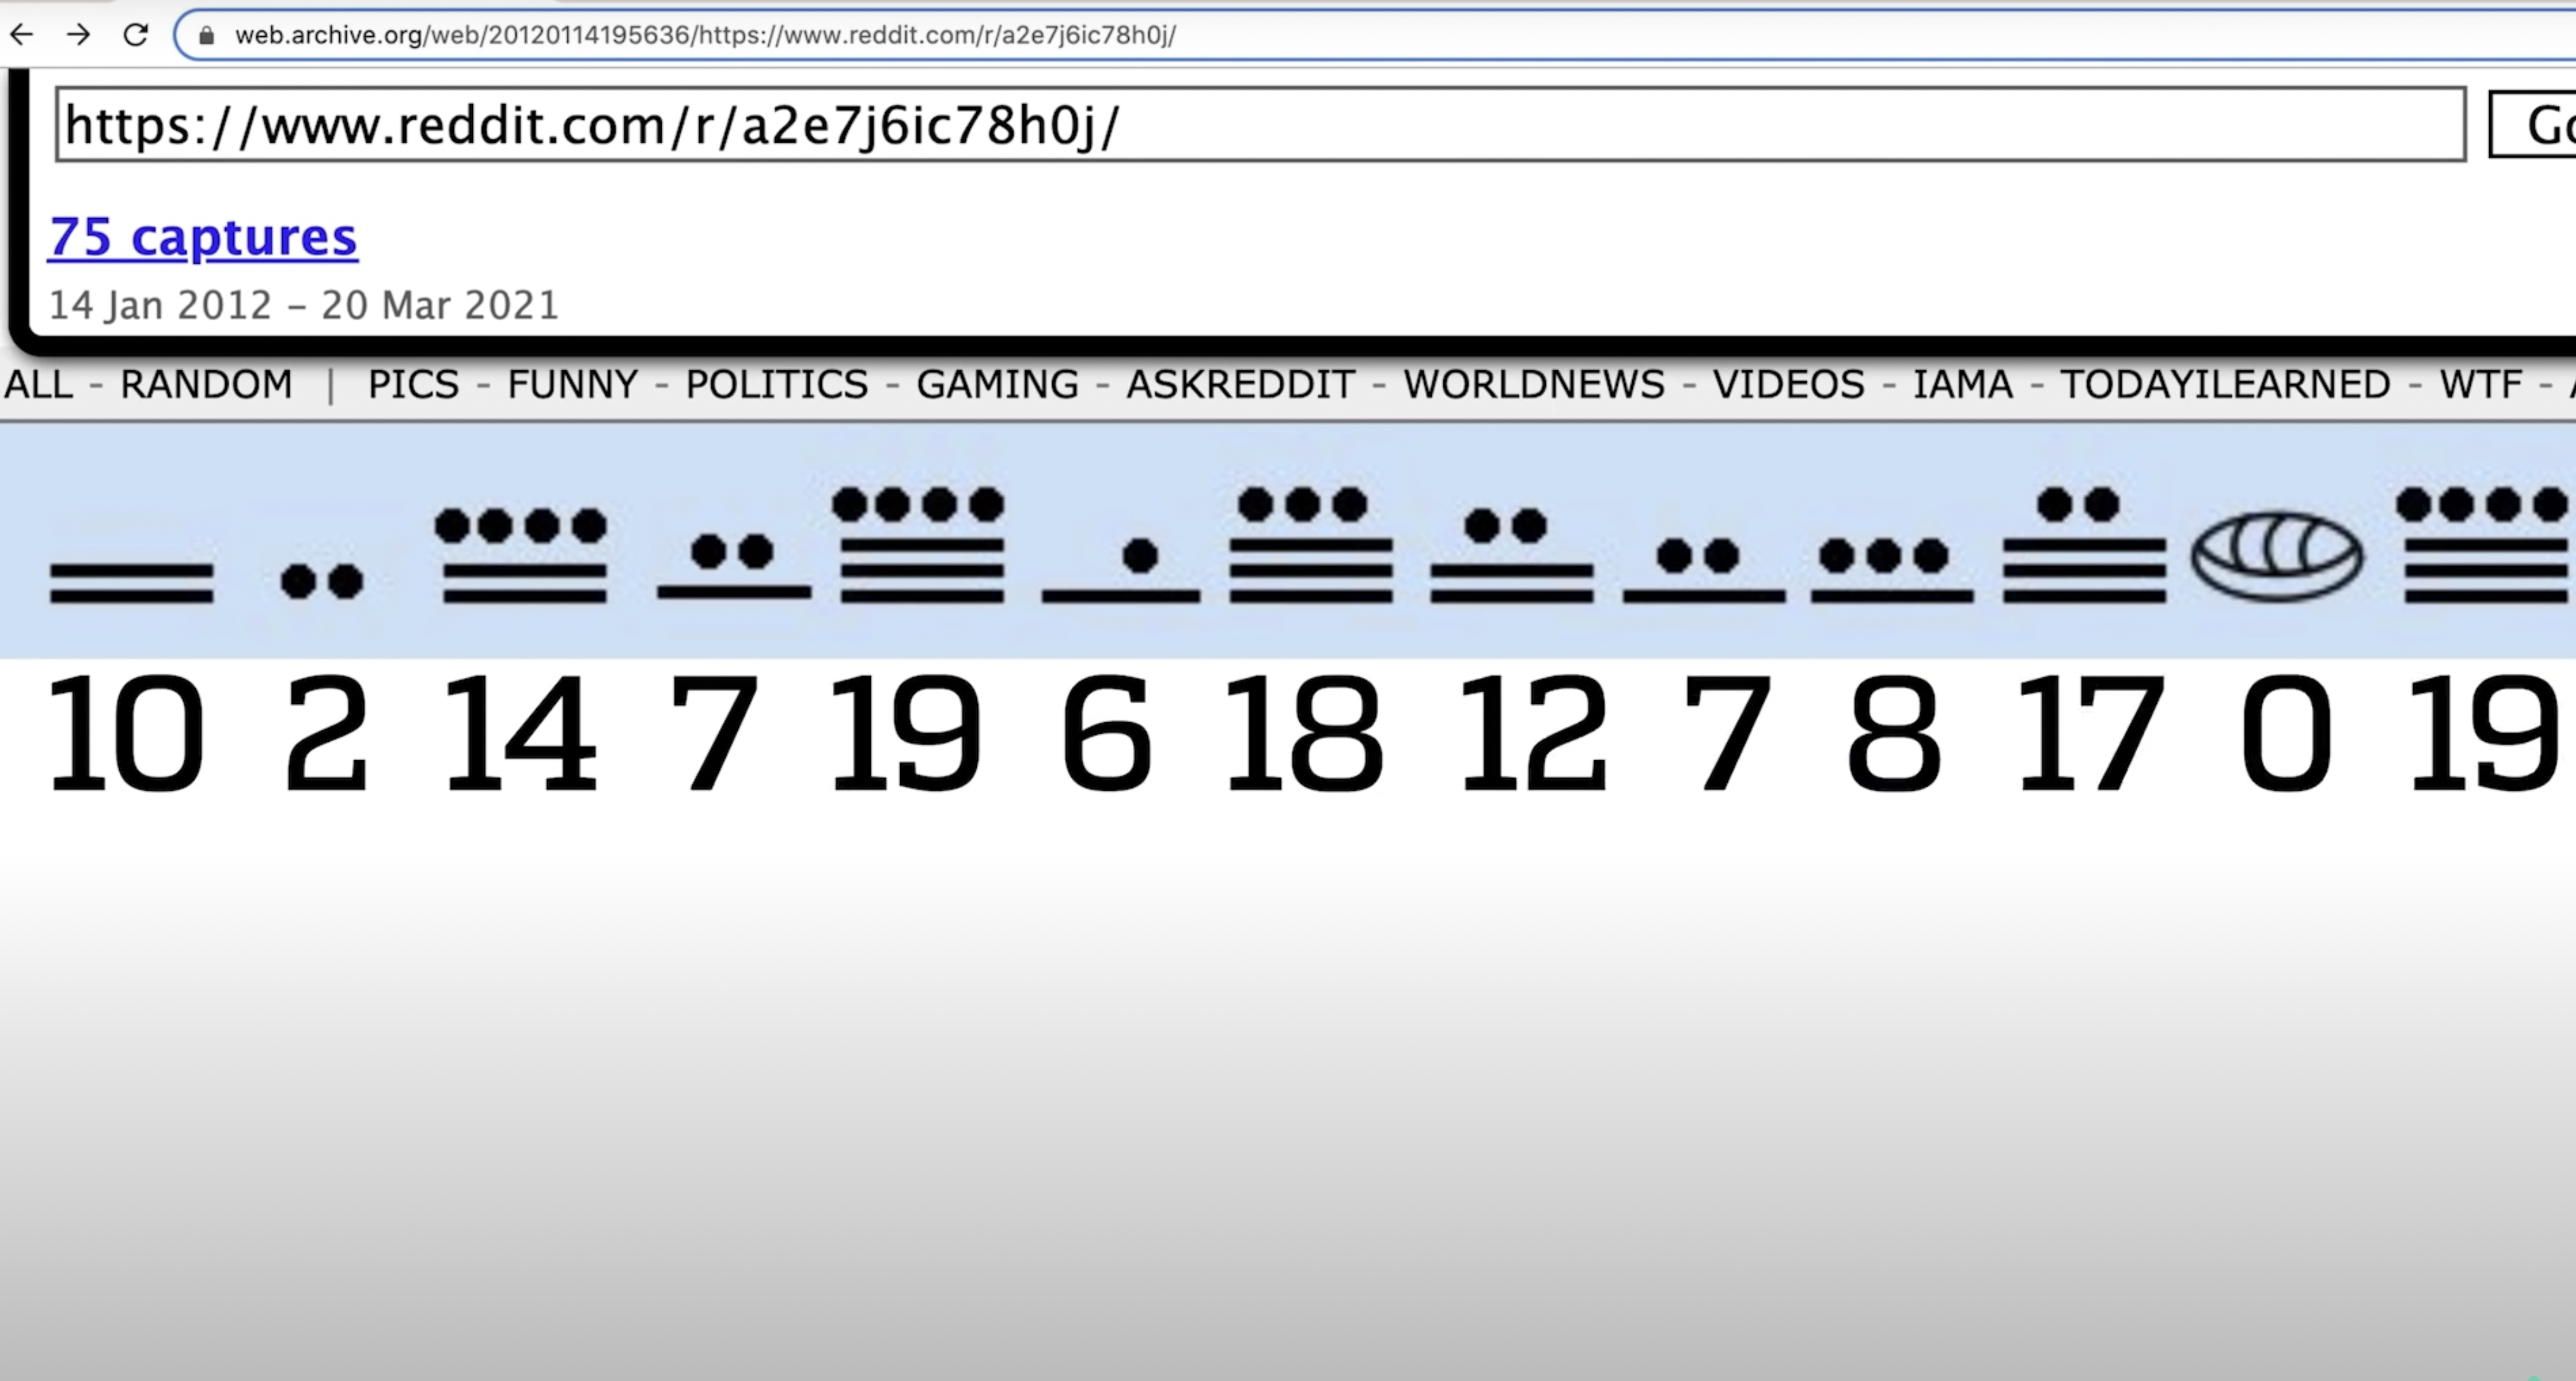 web.archive.org/web/20120114195636/https://www.reddit.com/r/a2e7j6ic78h0j/
https://www.reddit.com/r/a2e7j6ic78h0j/
75 captures
14 Jan 2012 – 20 Mar 2021
ALL - RANDOM | PICS - FUNNY - POLITICS - GAMING - ASKREDDIT - WORLDNEWS - VIDEOS - IAMA - TODAYILEARNED - WTF -
10 2 14 7 19 6 18 12 7 8 17 0 19